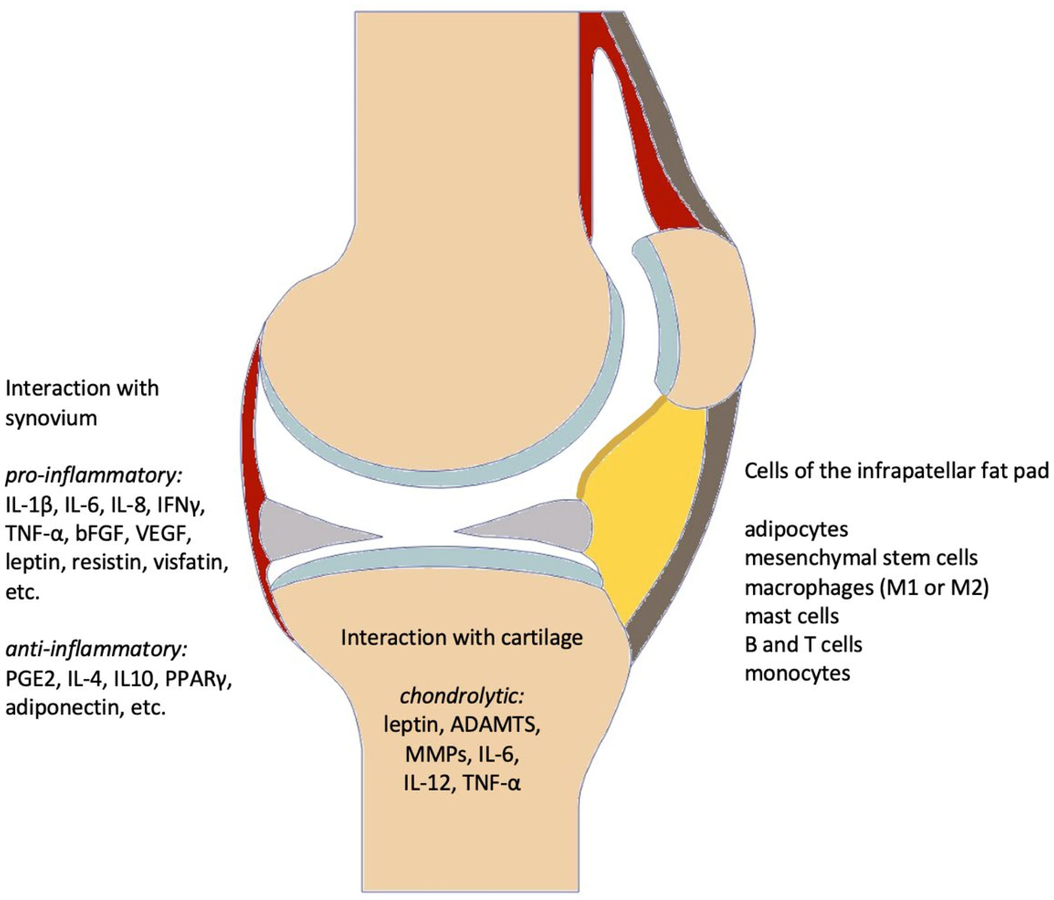 Interaction with
synovium
pro-inflammatory:
IL-1β, IL-6, IL-8, IFNγ,
TNF-α, bFGF, VEGF,
leptin, resistin, visfatin,
etc.
anti-inflammatory:
PGE2, IL-4, IL10, PPARγ,
adiponectin, etc.
Interaction with cartilage
chondrolytic:
leptin, ADAMTS,
MMPs, IL-6,
IL-12, TNF-α
Cells of the infrapatellar fat pad
adipocytes
mesenchymal stem cells
macrophages (M1 or M2)
mast cells
B and T cells
monocytes